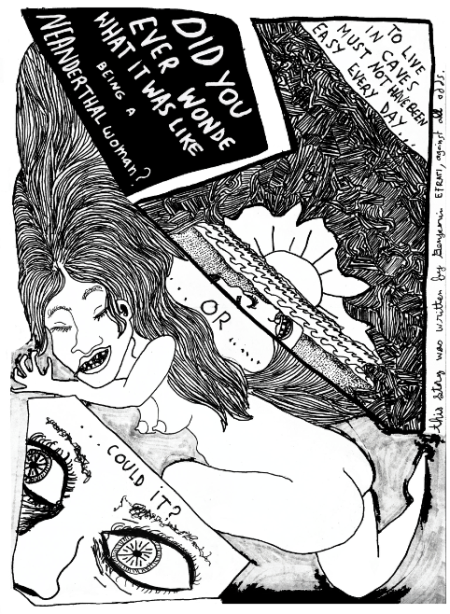 DID YOU
EVER WONDE
WHAT IT WAS LIKE
BEING A
NEANDERTHAL woman?
TO LIVE
IN CAVES
MUST NOT HAVE BEEN
EASY EVERY DAY...
... OR .....
... COULD IT?
this story was written by Benjamin EFRATI, against all odds.